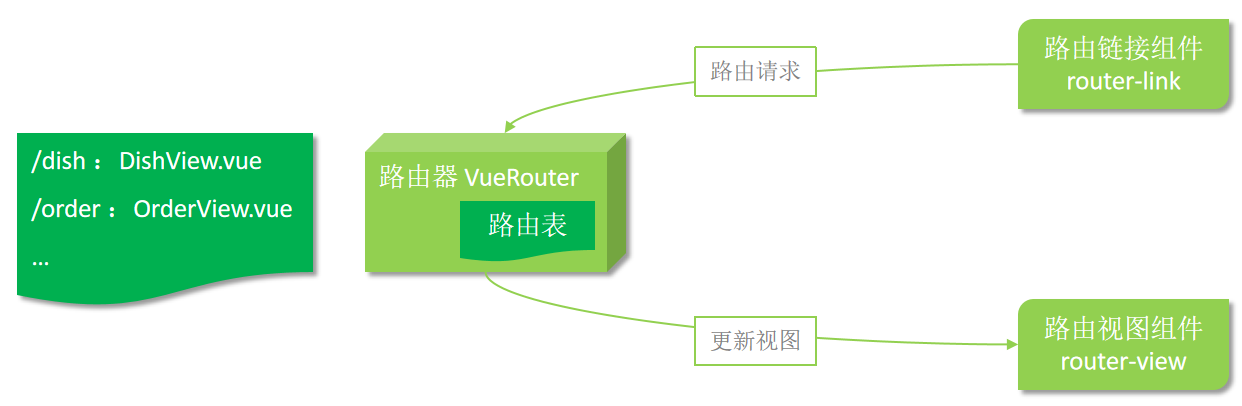 /dish： DishView.vue
/order： OrderView.vue
...
路由器 VueRouter
路由表
路由请求
路由链接组件
router-link
更新视图
路由视图组件
router-view